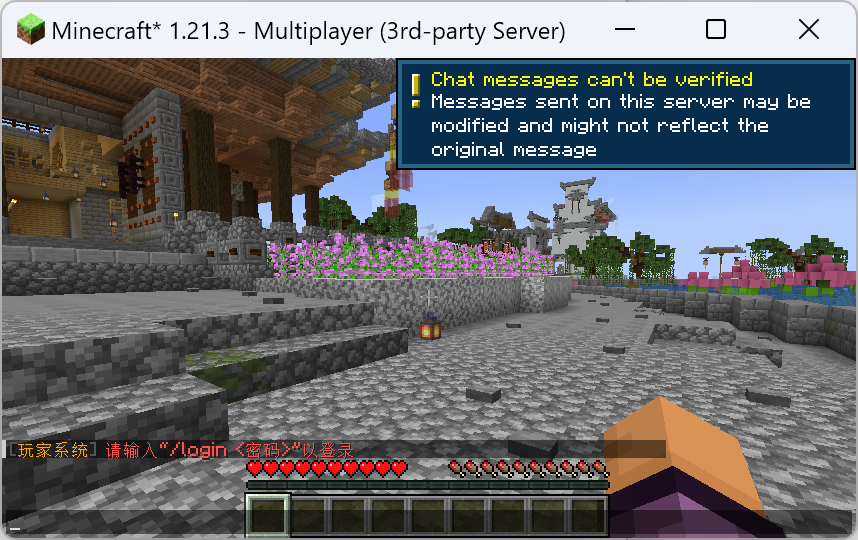 Minecraft* 1.21.3 - Multiplayer (3rd-party Server)
Chat messages can't be verified
Messages sent on this server may be
modified and might not reflect the
original message
[玩家系统] 请输入"/login <密码>"以登录
_